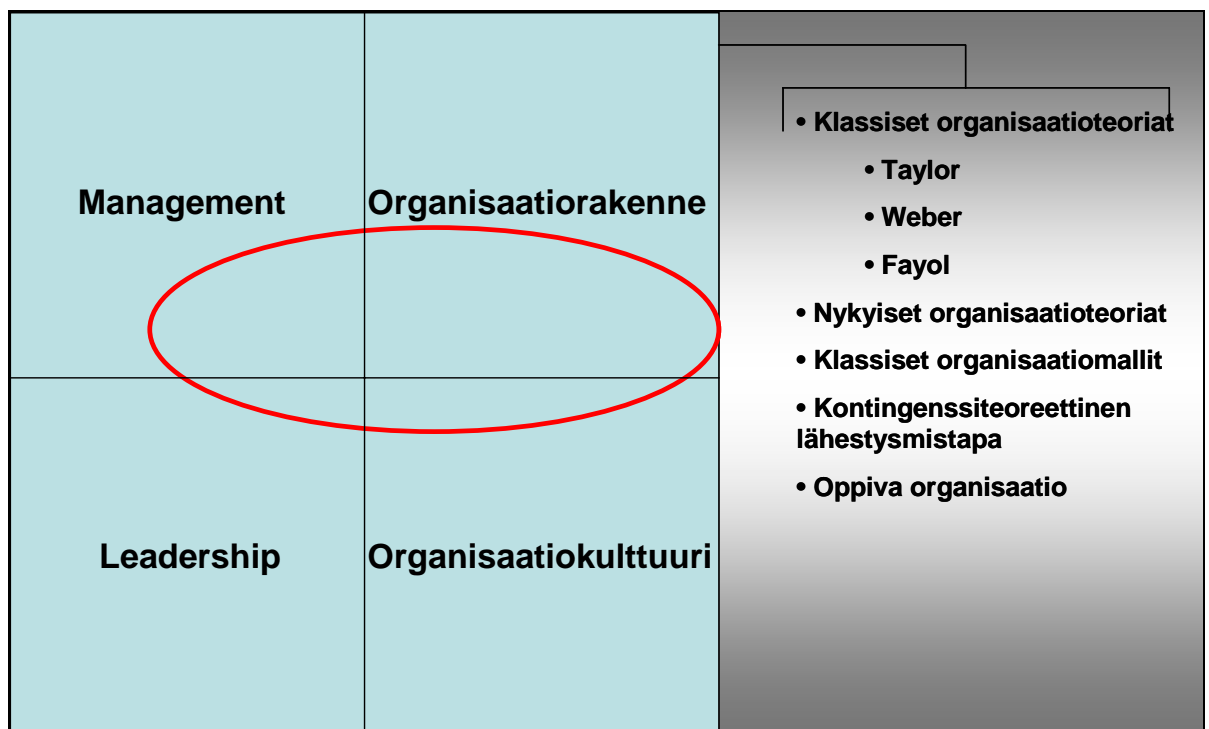 Management
Organisaatiorakenne
Leadership
Organisaatiokulttuuri
• Klassiset organisaatioteoriat
• Taylor
• Weber
• Fayol
• Nykyiset organisaatioteoriat
• Klassiset organisaatiomallit
• Kontingenssiteoreettinen
lähestysmistapa
• Oppiva organisaatio